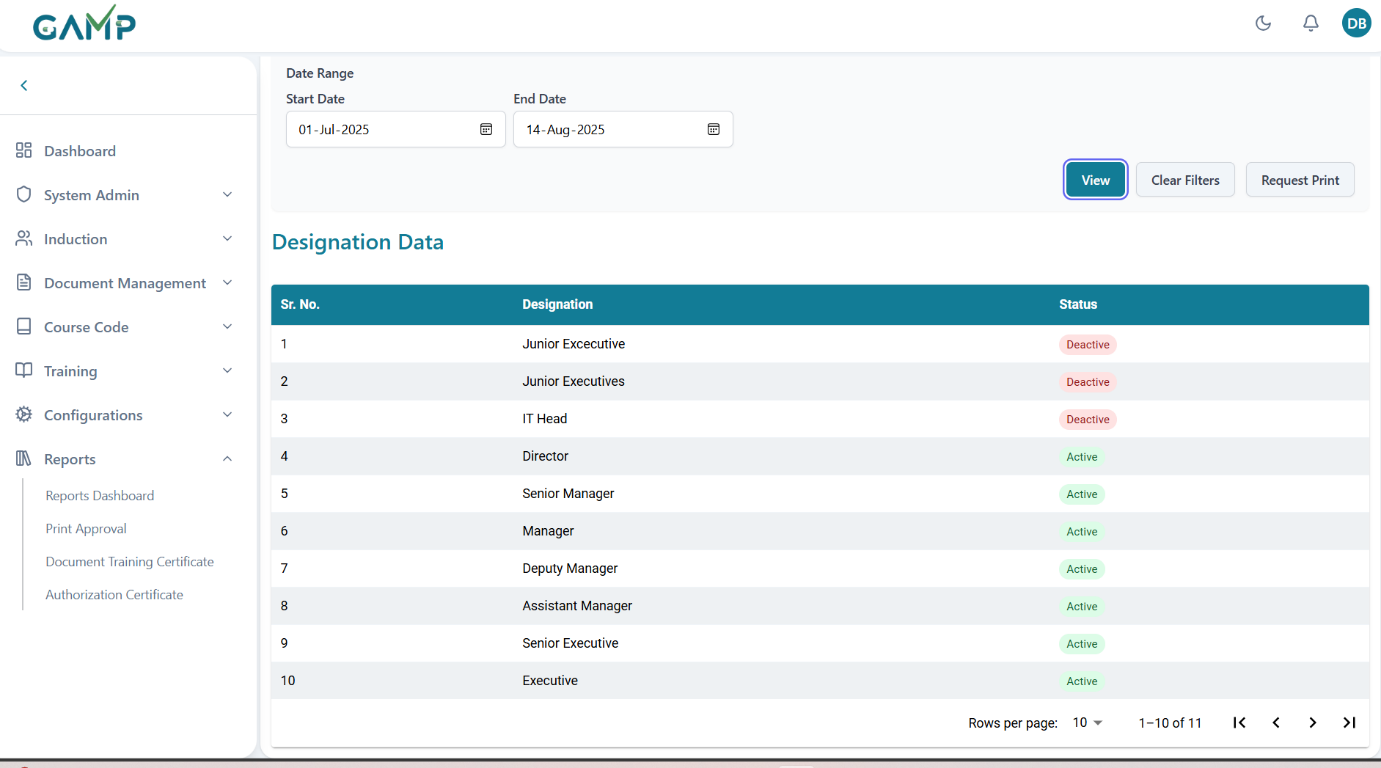 GAMP
DB
Date Range
Start Date End Date
01-Jul-2025 14-Aug-2025
View Clear Filters Request Print
Dashboard
System Admin
Induction
Document Management
Course Code
Training
Configurations
Reports
Reports Dashboard
Print Approval
Document Training Certificate
Authorization Certificate
Designation Data
Sr. No. Designation Status
1 Junior Excecutive Deactive
2 Junior Executives Deactive
3 IT Head Deactive
4 Director Active
5 Senior Manager Active
6 Manager Active
7 Deputy Manager Active
8 Assistant Manager Active
9 Senior Executive Active
10 Executive Active
Rows per page: 10 1–10 of 11